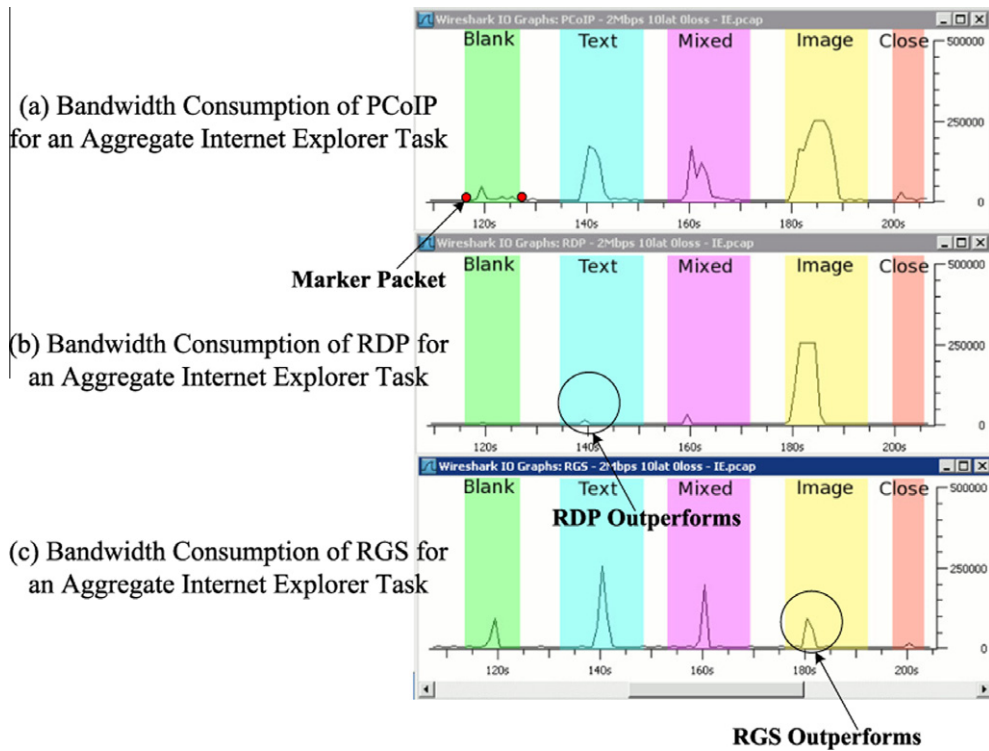 Wireshark IO Graphs: PCoIP - 2Mbps 10lat 0loss - IE.pcap
Blank Text Mixed Image Close
500000
250000
0
120s 140s 160s 180s 200s
(a) Bandwidth Consumption of PCoIP
for an Aggregate Internet Explorer Task
Marker Packet
Wireshark IO Graphs: RDP - 2Mbps 10lat 0loss - IE.pcap
Blank Text Mixed Image Close
500000
250000
0
120s 140s 160s 180s 200s
(b) Bandwidth Consumption of RDP for
an Aggregate Internet Explorer Task
RDP Outperforms
Wireshark IO Graphs: RGS - 2Mbps 10lat 0loss - IE.pcap
Blank Text Mixed Image Close
500000
250000
0
120s 140s 160s 180s 200s
(c) Bandwidth Consumption of RGS for
an Aggregate Internet Explorer Task
RGS Outperforms